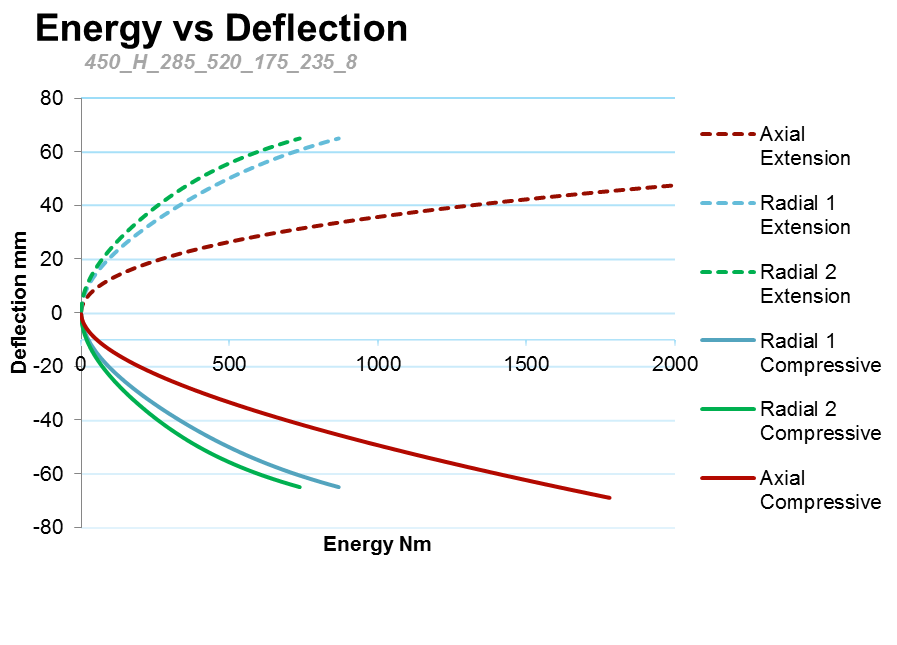 Energy vs Deflection
450_H_285_520_175_235_8
80
60
40
20
0
-20
-40
-60
-80
Deflection mm
0
500
1000
1500
2000
Energy Nm
Axial
Extension
Radial 1
Extension
Radial 2
Extension
Radial 1
Compressive
Radial 2
Compressive
Axial
Compressive